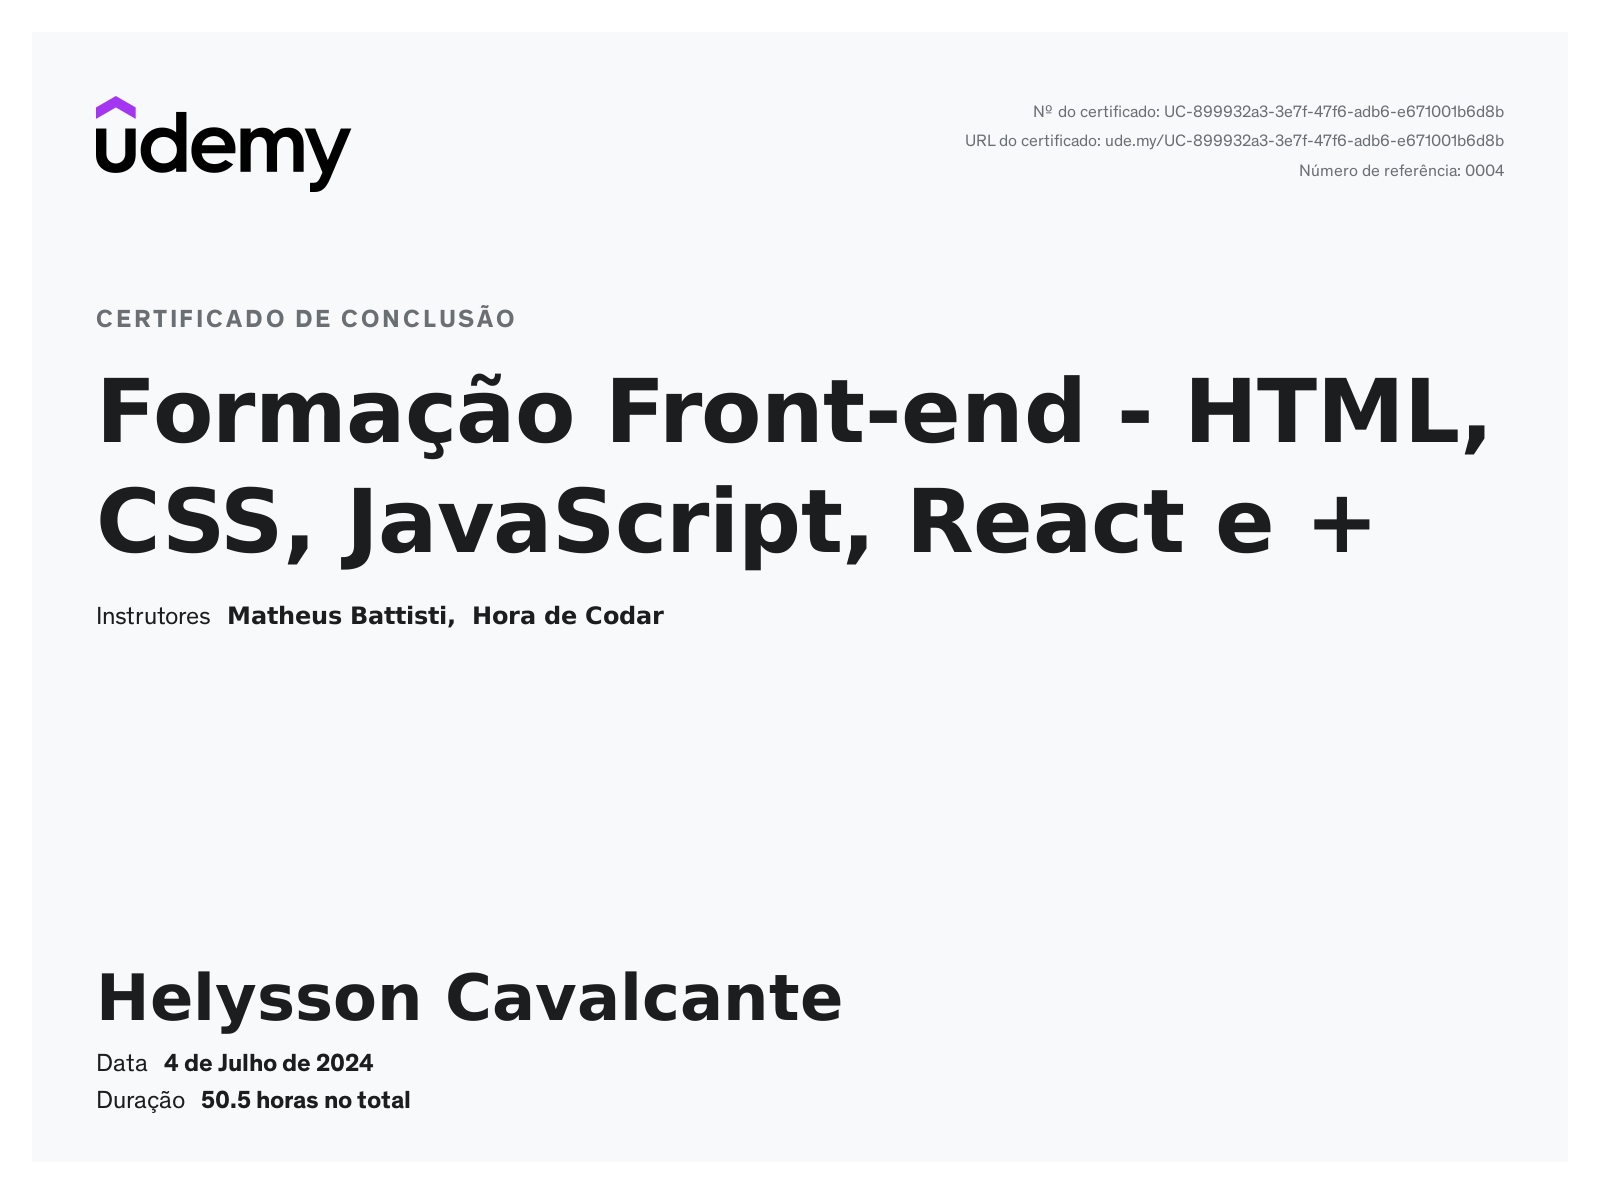 udemy
Nº do certificado: UC-899932a3-3e7f-47f6-adb6-e671001b6d8b
URL do certificado: ude.my/UC-899932a3-3e7f-47f6-adb6-e671001b6d8b
Número de referência: 0004
CERTIFICADO DE CONCLUSÃO
Formação Front-end - HTML,
CSS, JavaScript, React e +
Instrutores Matheus Battisti, Hora de Codar
Helysson Cavalcante
Data 4 de Julho de 2024
Duração 50.5 horas no total